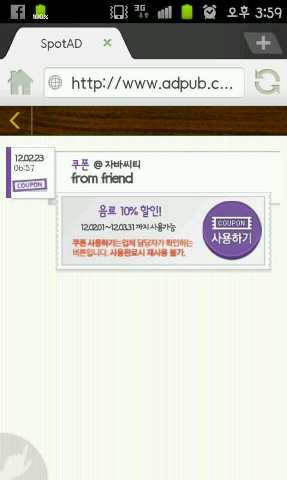 100%
3G
오후 3:59
SpotAD
http://www.adpub.c...
12.02.23
06:57
COUPON
쿠폰 @ 자바씨티
from friend
음료 10% 할인!
12.02.01~12.03.31 까지 사용가능
쿠폰 사용하기는 업체 담당자가 확인하는
버튼입니다. 사용완료시 재사용 불가.
COUPON
사용하기